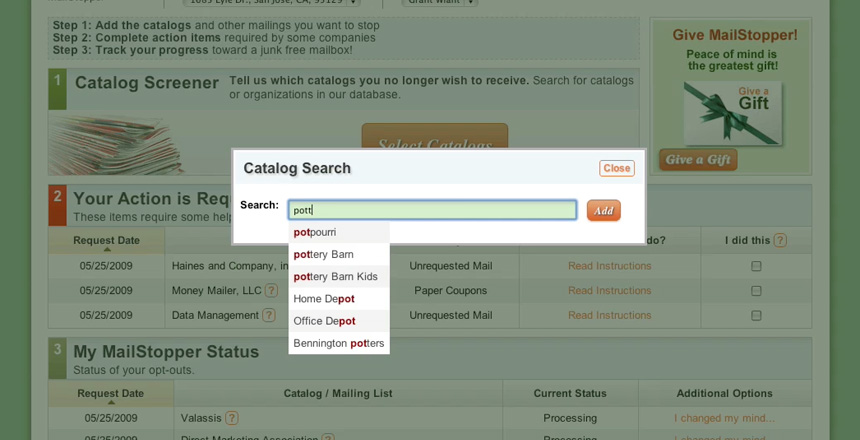 1665 Lyle Dr., San Jose, CA, 95129
Grant Wiant
Step 1: Add the catalogs and other mailings you want to stop
Step 2: Complete action items required by some companies
Step 3: Track your progress toward a junk free mailbox!
Give MailStopper!
Peace of mind is
the greatest gift!
Give a
Gift
Give a Gift
1
Catalog Screener
Tell us which catalogs you no longer wish to receive. Search for catalogs
or organizations in our database.
Select Catalogs
Catalog Search
Close
Search:
pott
Add
potpourri
pottery Barn
pottery Barn Kids
Home Depot
Office Depot
Bennington potters
2
Your Action is Req
These items require some help
Request Date
do?
I did this ?
05/25/2009
Haines and Company, in
Unrequested Mail
Read Instructions
05/25/2009
Money Mailer, LLC ?
Paper Coupons
Read Instructions
05/25/2009
Data Management ?
Unrequested Mail
Read Instructions
3
My MailStopper Status
Status of your opt-outs.
Request Date
Catalog / Mailing List
Current Status
Additional Options
05/25/2009
Valassis ?
Processing
I changed my mind...
05/25/2009
Direct Marketing Association ?
Processing